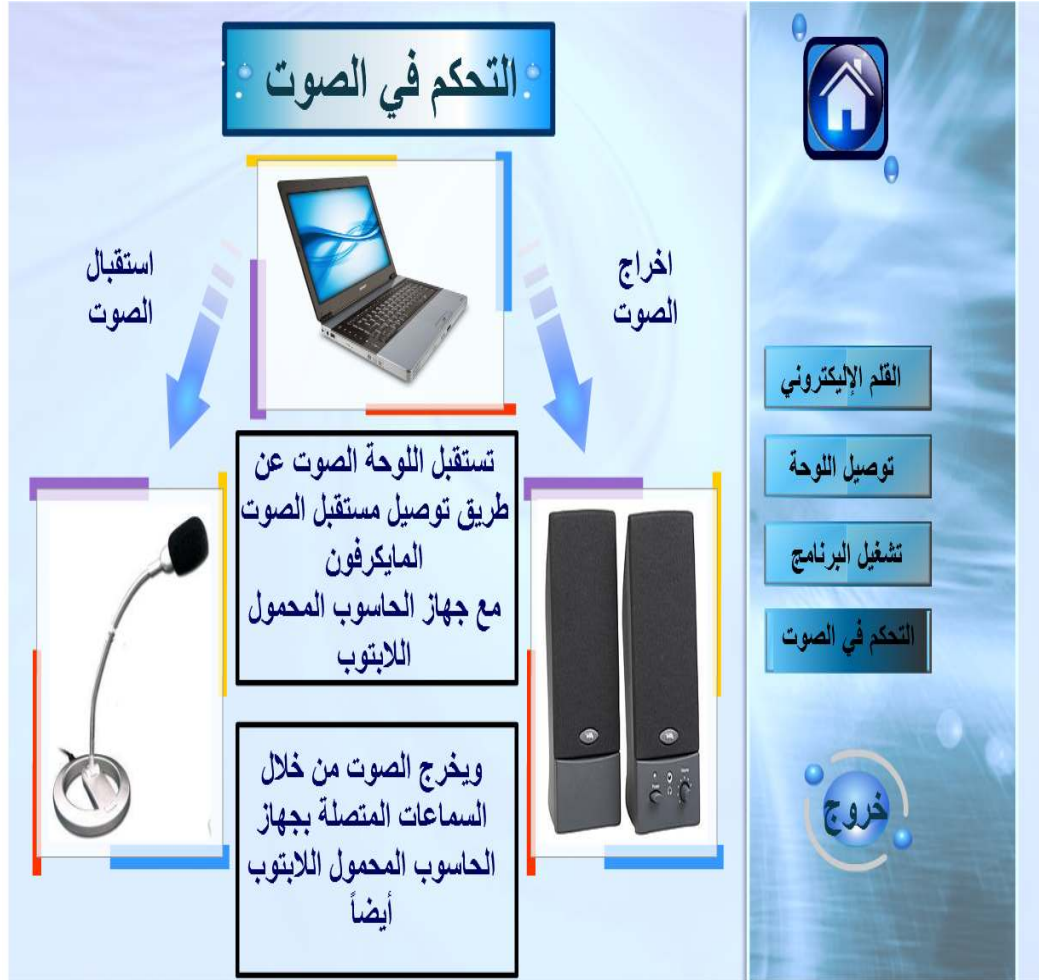 التحكم في الصوت
اخراج
الصوت
استقبال
الصوت
تستقبل اللوحة الصوت عن
طريق توصيل مستقبل الصوت
المايكرفون
مع جهاز الحاسوب المحمول
اللابتوب
ويخرج الصوت من خلال
السماعات المتصلة بجهاز
الحاسوب المحمول اللابتوب
أيضاً
القلم الإليكتروني
توصيل اللوحة
تشغيل البرنامج
التحكم في الصوت
خروج